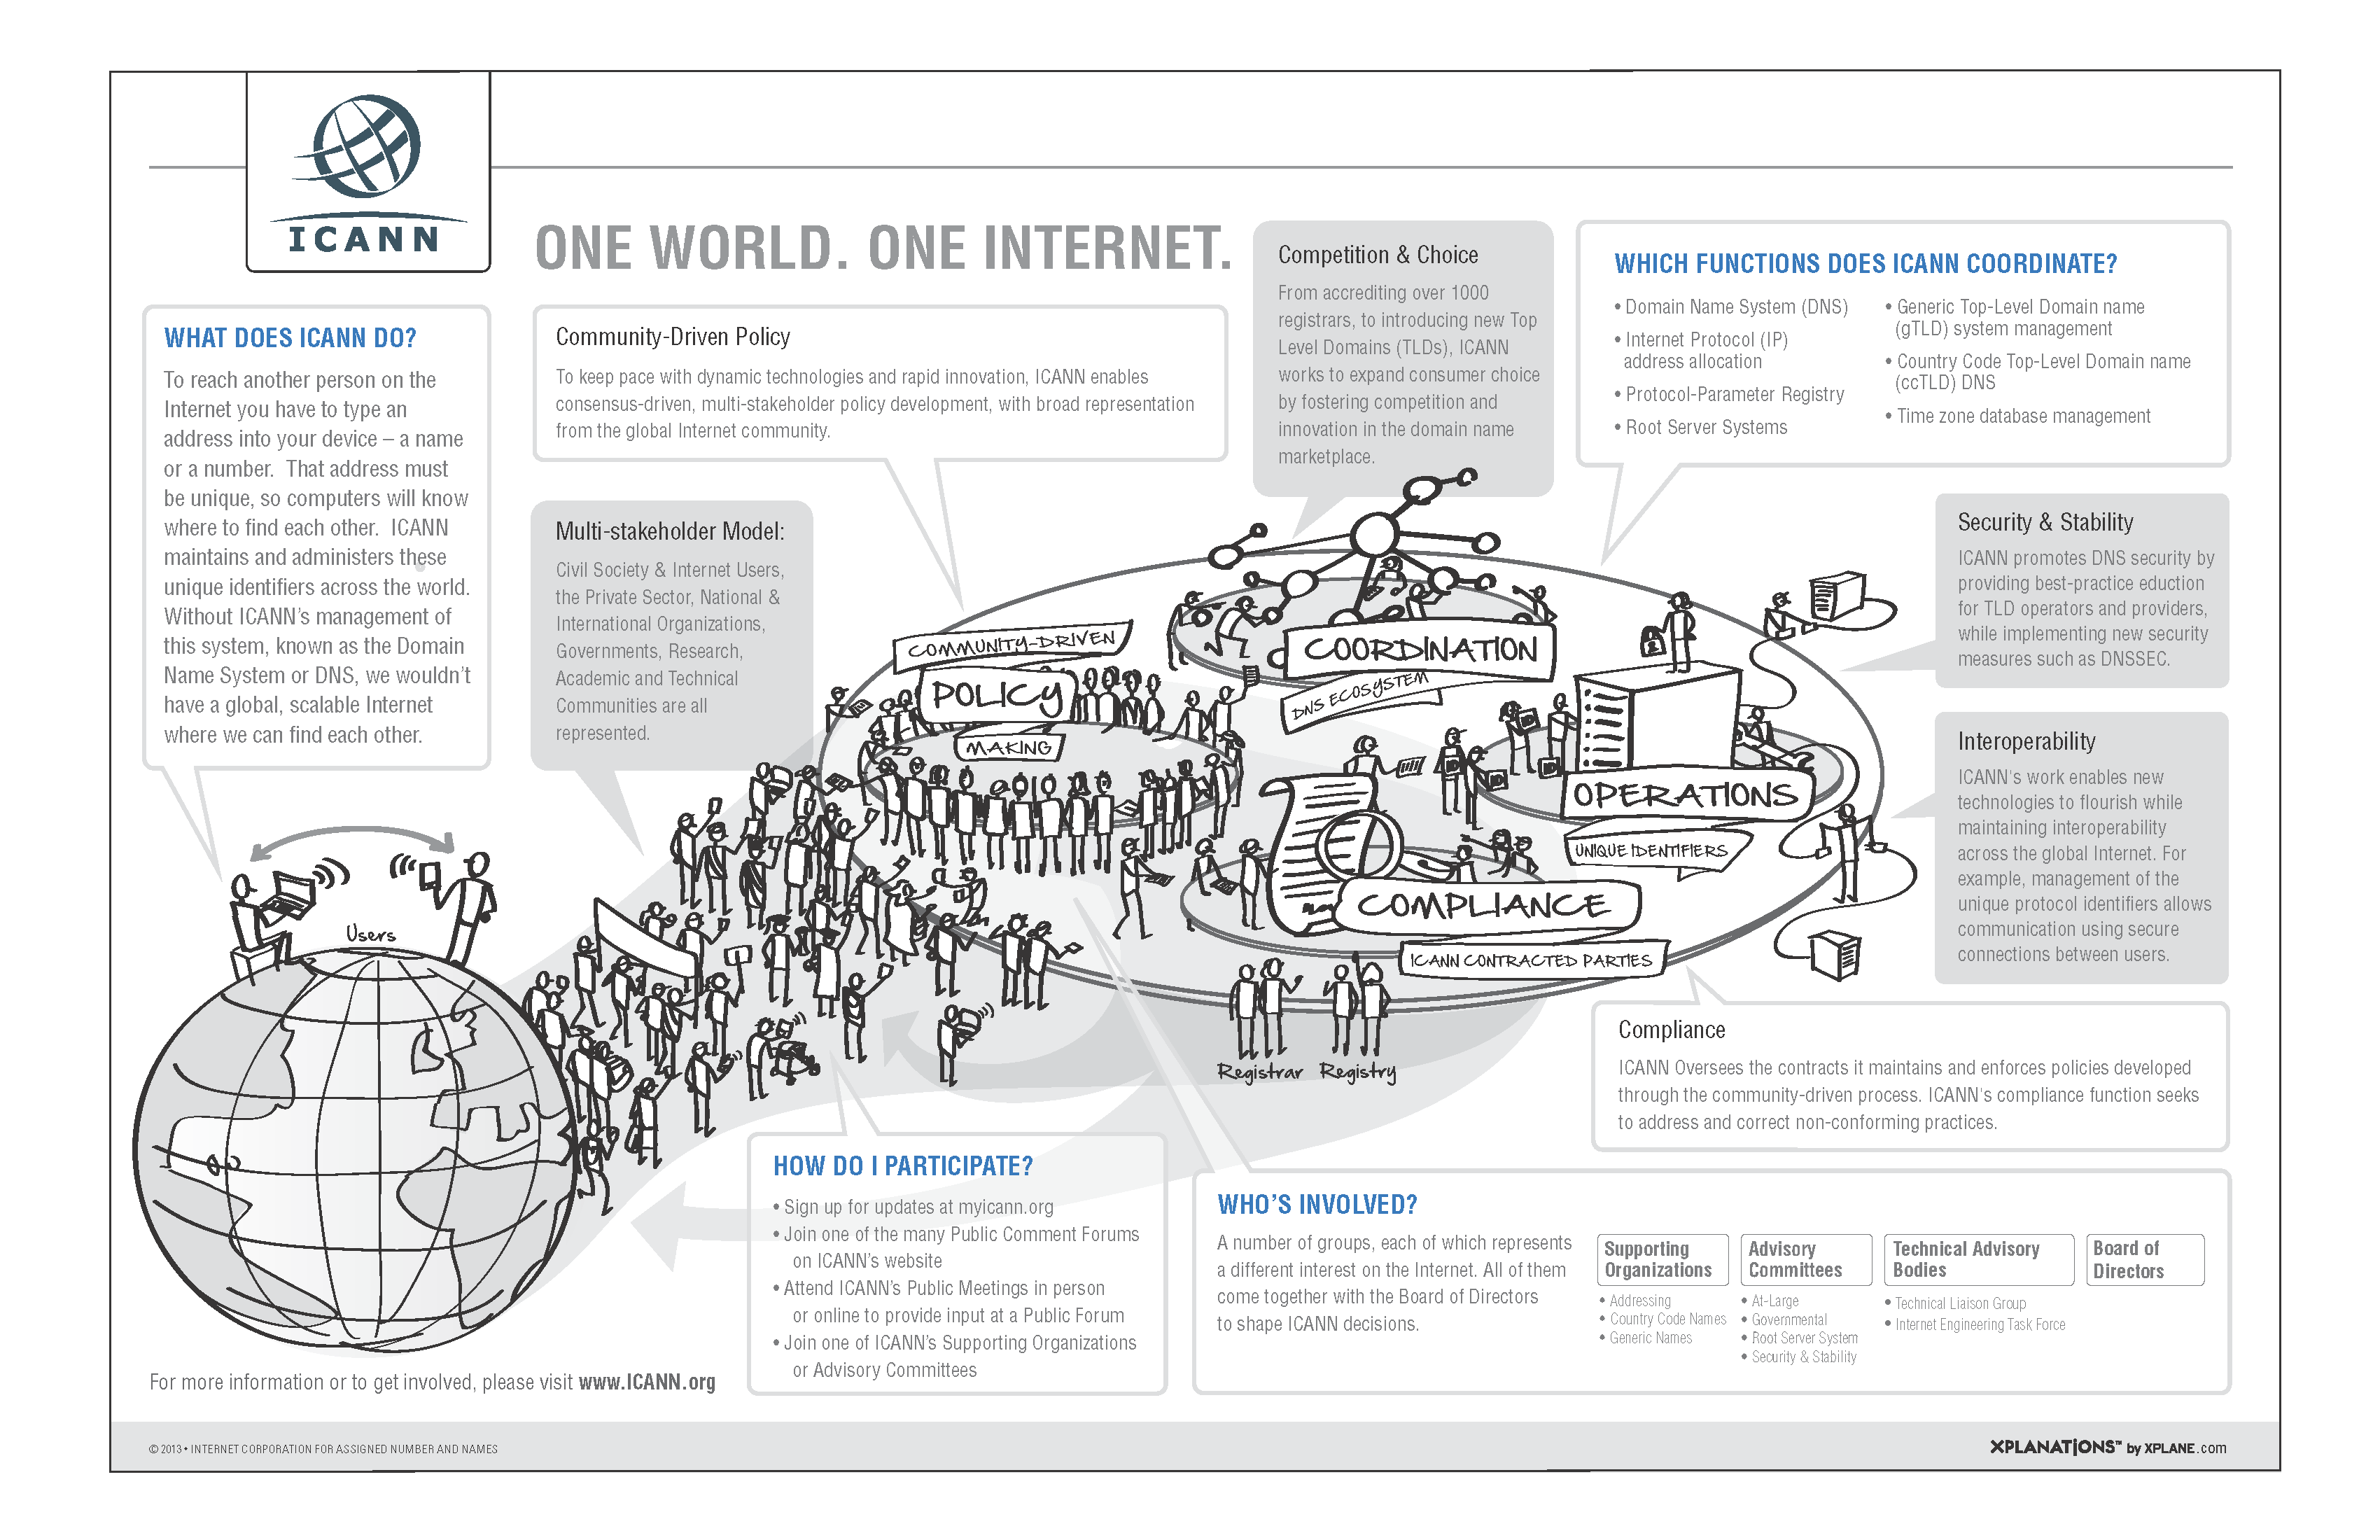 ICANN
ONE WORLD. ONE INTERNET.
WHAT DOES ICANN DO?
To reach another person on the
Internet you have to type an
address into your device – a name
or a number. That address must
be unique, so computers will know
where to find each other. ICANN
maintains and administers these
unique identifiers across the world.
Without ICANN's management of
this system, known as the Domain
Name System or DNS, we wouldn't
have a global, scalable Internet
where we can find each other.
Community-Driven Policy
To keep pace with dynamic technologies and rapid innovation, ICANN enables
consensus-driven, multi-stakeholder policy development, with broad representation
from the global Internet community.
Multi-stakeholder Model:
Civil Society & Internet Users,
the Private Sector, National &
International Organizations,
Governments, Research,
Academic and Technical
Communities are all
represented.
Competition & Choice
From accrediting over 1000
registrars, to introducing new Top
Level Domains (TLDs), ICANN
works to expand consumer choice
by fostering competition and
innovation in the domain name
marketplace.
WHICH FUNCTIONS DOES ICANN COORDINATE?
• Domain Name System (DNS)
• Internet Protocol (IP)
address allocation
• Protocol-Parameter Registry
• Root Server Systems
• Generic Top-Level Domain name
(gTLD) system management
• Country Code Top-Level Domain name
(ccTLD) DNS
• Time zone database management
Security & Stability
ICANN promotes DNS security by
providing best-practice eduction
for TLD operators and providers,
while implementing new security
measures such as DNSSEC.
Interoperability
ICANN's work enables new
technologies to flourish while
maintaining interoperability
across the global Internet. For
example, management of the
unique protocol identifiers allows
communication using secure
connections between users.
COMMUNITY-DRIVEN
POLICY
MAKING
COORDINATION
DNS ECOSYSTEM
OPERATIONS
UNIQUE IDENTIFIERS
COMPLIANCE
ICANN CONTRACTED PARTIES
ID
ID
ID
ID
Users
Registrar
Registry
Compliance
ICANN Oversees the contracts it maintains and enforces policies developed
through the community-driven process. ICANN's compliance function seeks
to address and correct non-conforming practices.
HOW DO I PARTICIPATE?
• Sign up for updates at myicann.org
• Join one of the many Public Comment Forums
on ICANN's website
• Attend ICANN's Public Meetings in person
or online to provide input at a Public Forum
• Join one of ICANN's Supporting Organizations
or Advisory Committees
WHO'S INVOLVED?
A number of groups, each of which represents
a different interest on the Internet. All of them
come together with the Board of Directors
to shape ICANN decisions.
Supporting
Organizations
• Addressing
• Country Code Names
• Generic Names
Advisory
Committees
• At-Large
• Governmental
• Root Server System
• Security & Stability
Technical Advisory
Bodies
• Technical Liaison Group
• Internet Engineering Task Force
Board of
Directors
For more information or to get involved, please visit www.ICANN.org
© 2013 • INTERNET CORPORATION FOR ASSIGNED NUMBER AND NAMES
XPLANATiONS™ by XPLANE.com